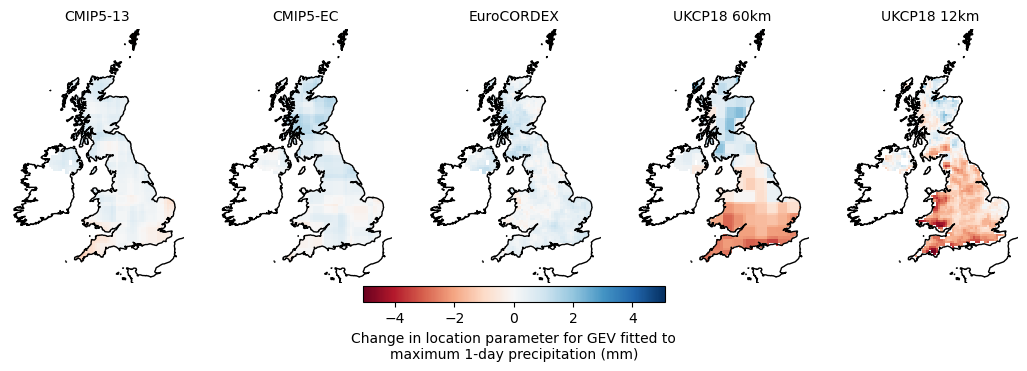 CMIP5-13
CMIP5-EC
EuroCORDEX
UKCP18 60km
UKCP18 12km
−4
−2
0
2
4
Change in location parameter for GEV fitted to
maximum 1-day precipitation (mm)